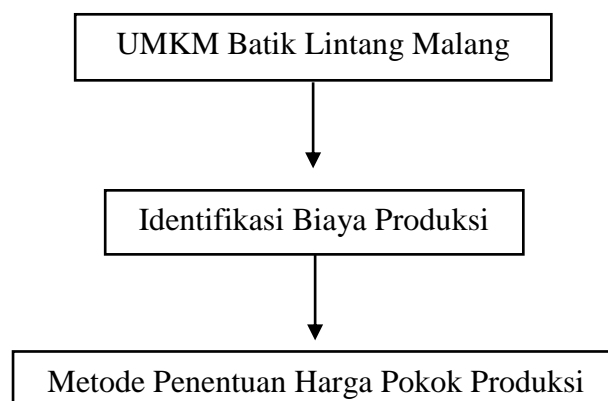 UMKM Batik Lintang Malang
Identifikasi Biaya Produksi
Metode Penentuan Harga Pokok Produksi